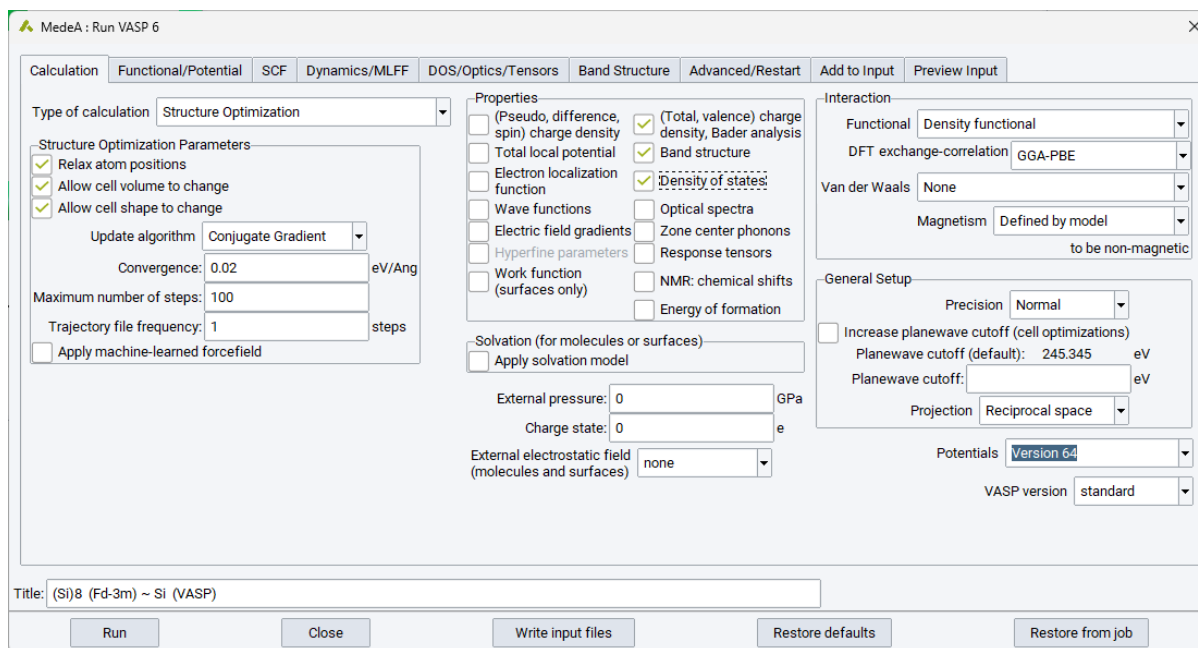 MedeA : Run VASP 6
Calculation
Functional/Potential
SCF
Dynamics/MLFF
DOS/Optics/Tensors
Band Structure
Advanced/Restart
Add to Input
Preview Input
Type of calculation
Structure Optimization
Structure Optimization Parameters
Relax atom positions
Allow cell volume to change
Allow cell shape to change
Update algorithm
Conjugate Gradient
Convergence: 0.02 eV/Ang
Maximum number of steps: 100
Trajectory file frequency: 1 steps
Apply machine-learned forcefield
Properties
(Pseudo, difference,
spin) charge density
Total local potential
Electron localization
function
Wave functions
Electric field gradients
Hyperfine parameters
Work function
(surfaces only)
(Total, valence) charge
density, Bader analysis
Band structure
Density of states
Optical spectra
Zone center phonons
Response tensors
NMR: chemical shifts
Energy of formation
Solvation (for molecules or surfaces)
Apply solvation model
External pressure: 0 GPa
Charge state: 0 e
External electrostatic field
(molecules and surfaces)
none
Interaction
Functional
Density functional
DFT exchange-correlation
GGA-PBE
Van der Waals
None
Magnetism
Defined by model
to be non-magnetic
General Setup
Precision
Normal
Increase planewave cutoff (cell optimizations)
Planewave cutoff (default): 245.345 eV
Planewave cutoff: eV
Projection
Reciprocal space
Potentials
Version 64
VASP version
standard
Title: (Si)8 (Fd-3m) ~ Si (VASP)
Run
Close
Write input files
Restore defaults
Restore from job